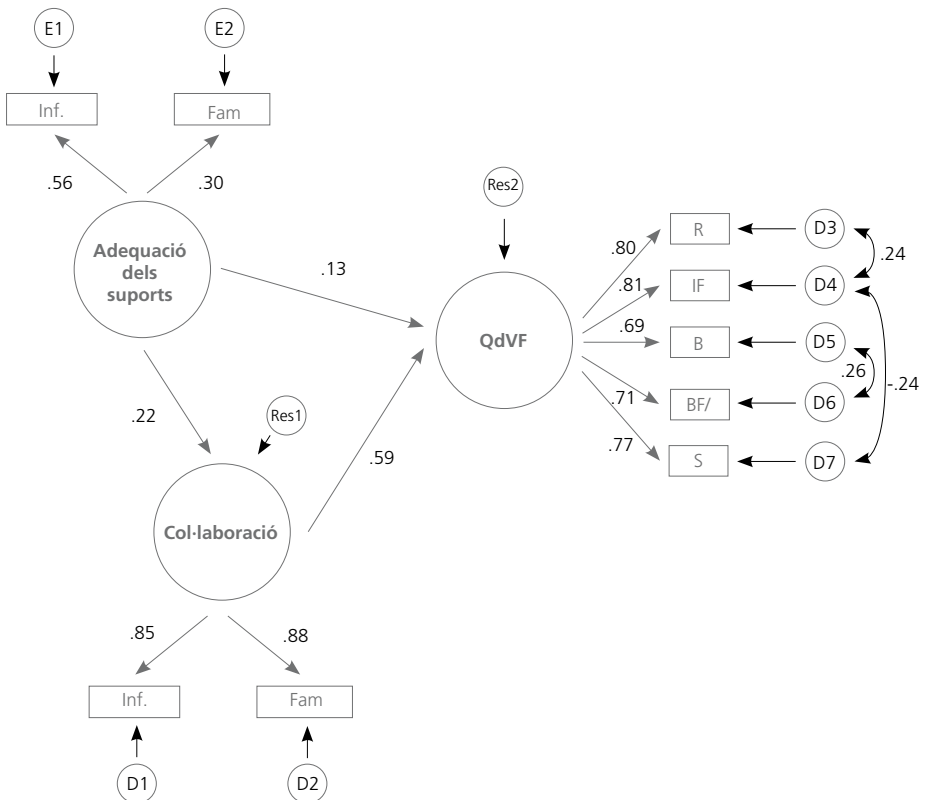 E1
E2
Inf.
Fam
.56
.30
Adequació
dels
suports
.13
.22
Res1
Col·laboració
.59
.85
.88
Inf.
Fam
D1
D2
Res2
QdVF
.80
.81
.69
.71
.77
R
IF
B
BF/
S
D3
D4
D5
D6
D7
.24
.26
-.24